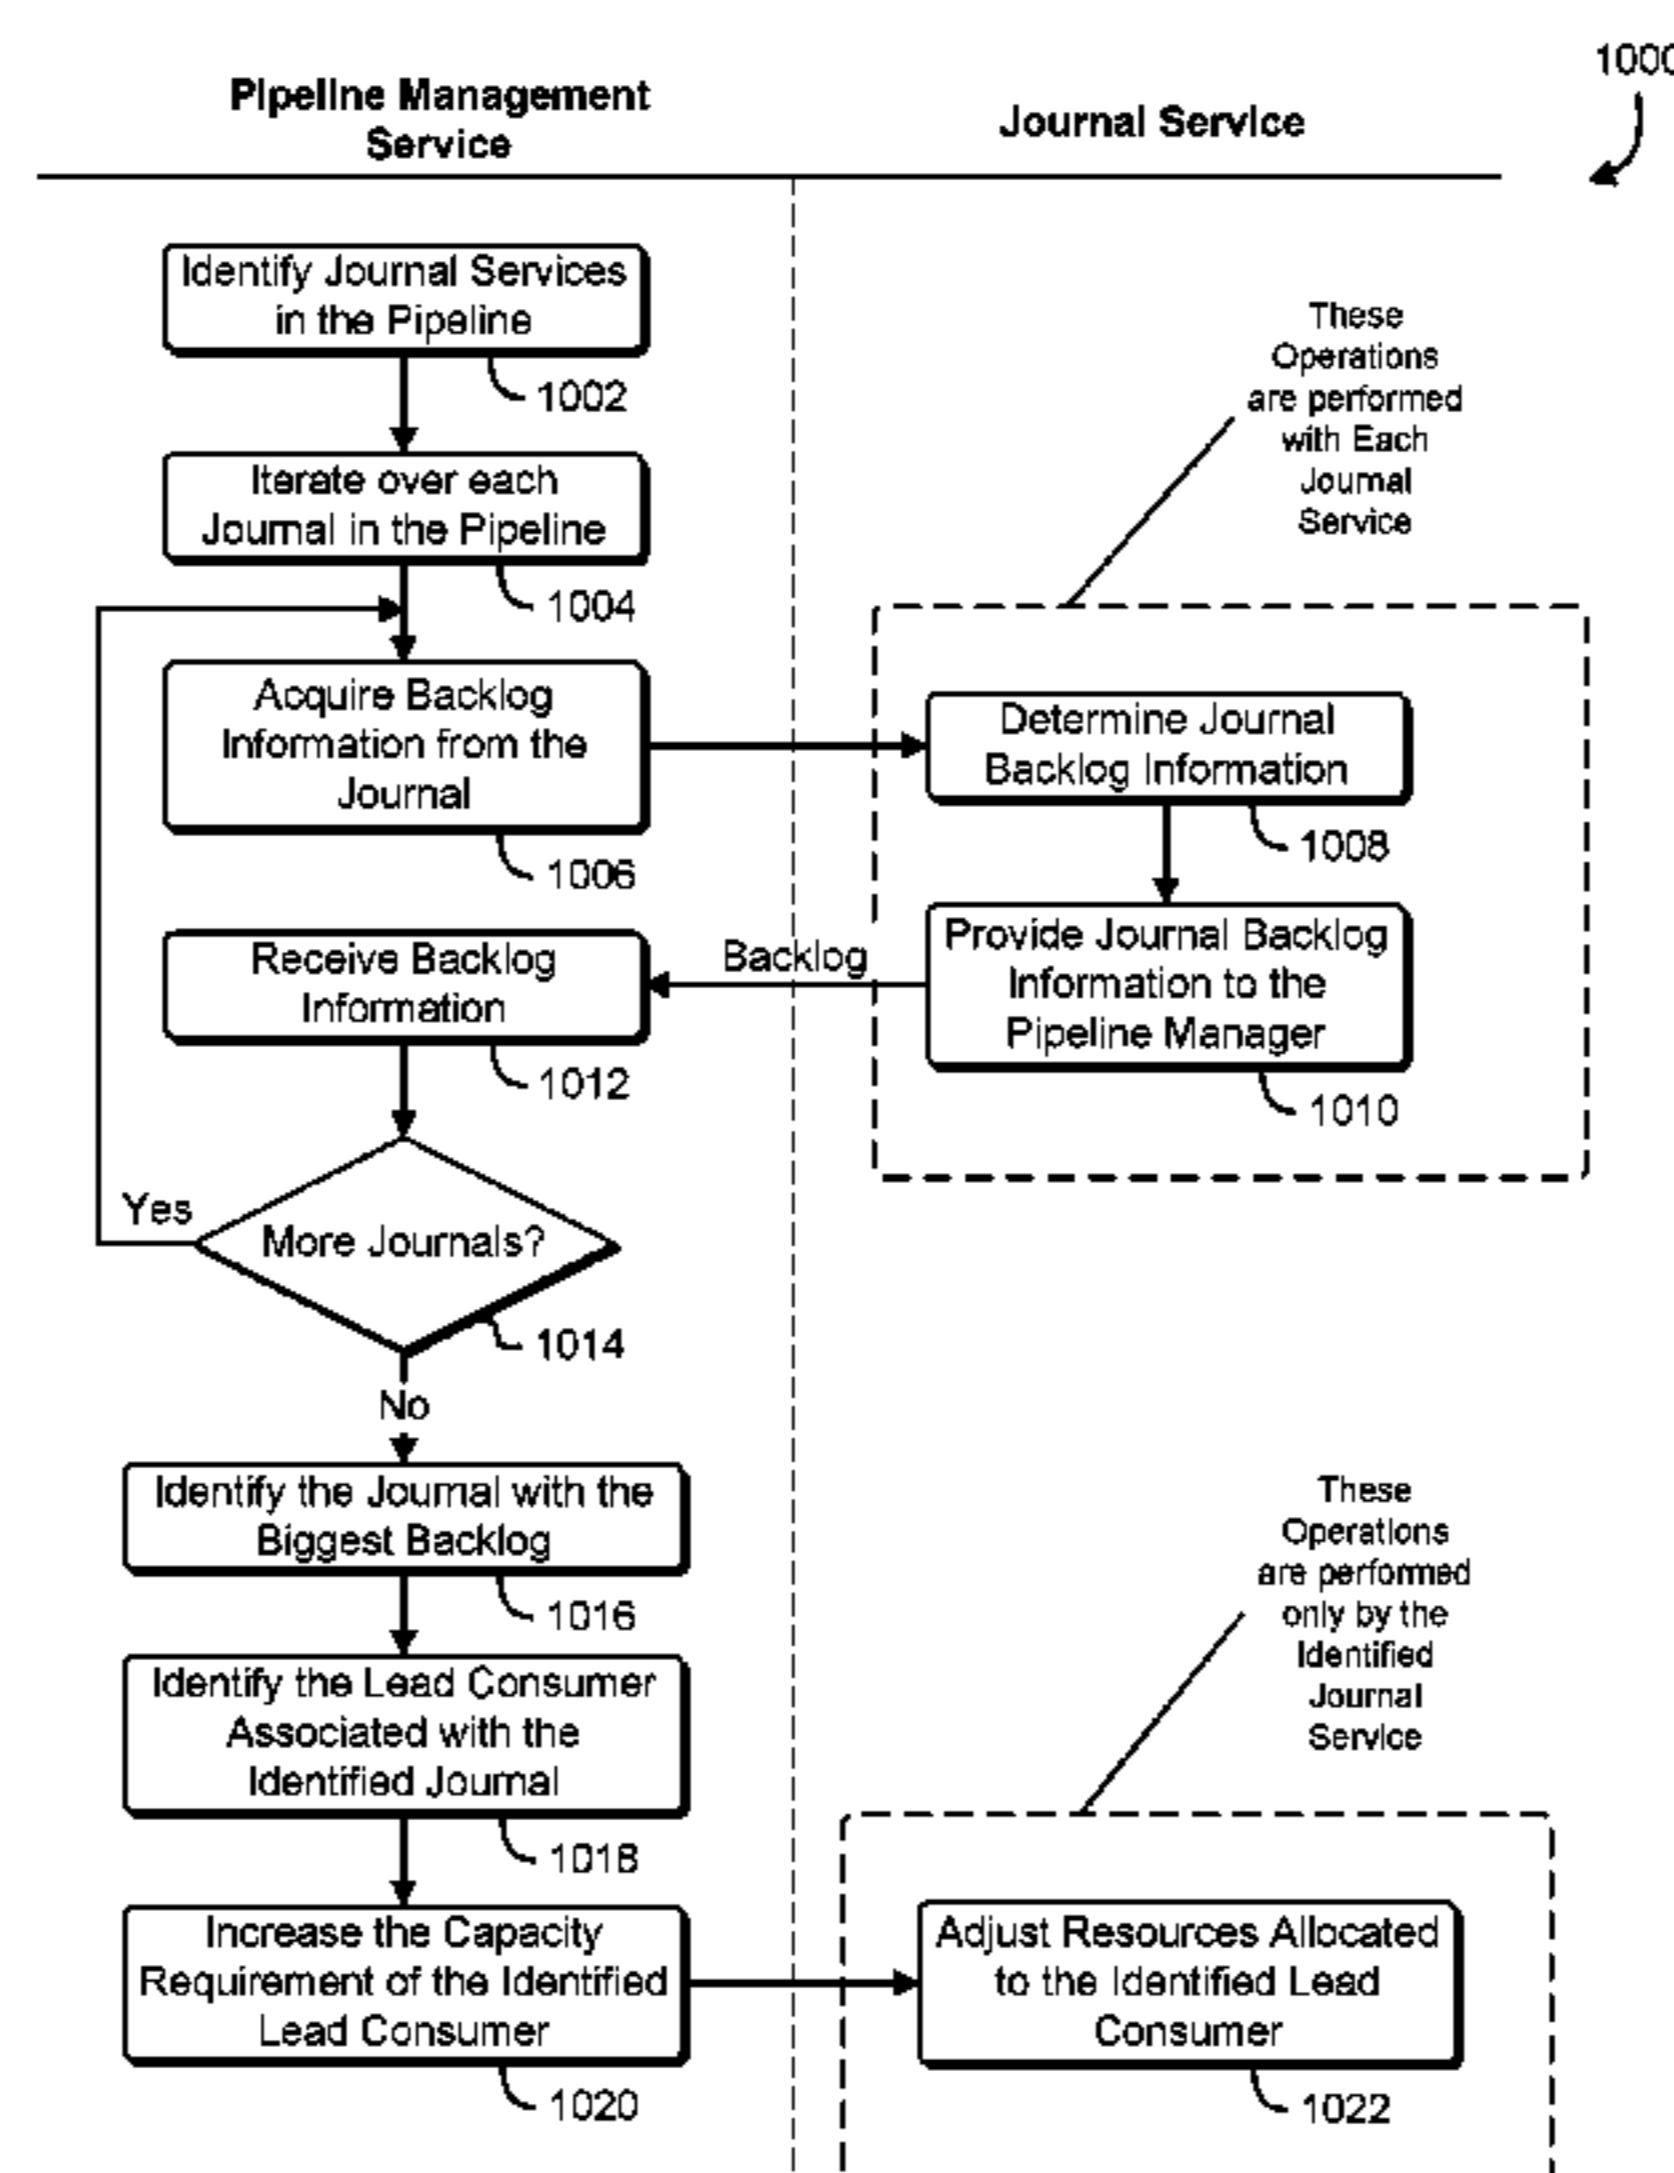 1000
Pipeline Management
Service
Journal Service
Identify Journal Services
in the Pipeline
1002
These
Operations
are performed
with Each
Journal
Service
Iterate over each
Journal in the Pipeline
1004
Acquire Backlog
Information from the
Journal
1006
Determine Journal
Backlog Information
1008
Receive Backlog
Information
1012
Backlog
Provide Journal Backlog
Information to the
Pipeline Manager
1010
Yes
More Journals?
1014
No
Identify the Journal with the
Biggest Backlog
1016
These
Operations
are performed
only by the
Identified
Journal
Service
Identify the Lead Consumer
Associated with the
Identified Journal
1018
Increase the Capacity
Requirement of the Identified
Lead Consumer
1020
Adjust Resources Allocated
to the Identified Lead
Consumer
1022